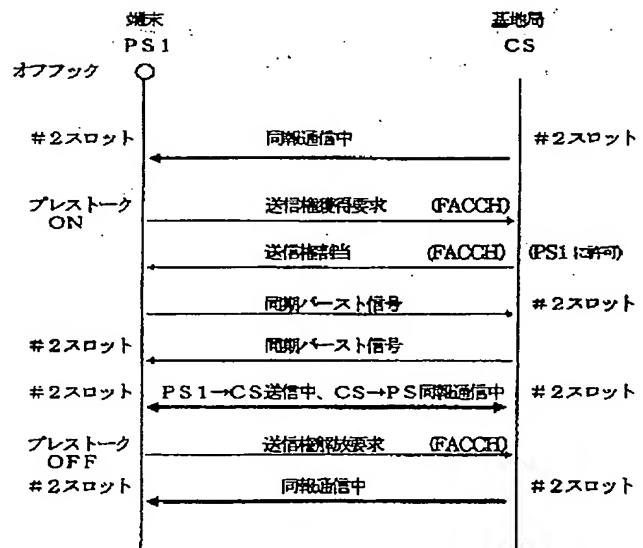 端末 基地局
PS1 CS
オフフック
#2スロット 同報通信中 #2スロット
プレストーク 送信権獲得要求 (FACCH)
ON
送信権割当 (FACCH) (PS1に許可)
同期バースト信号 #2スロット
#2スロット 同期バースト信号
#2スロット PS1→CS送信中、CS→PS同報通信中 #2スロット
プレストーク 送信権解放要求 (FACCH)
OFF
#2スロット 同報通信中 #2スロット